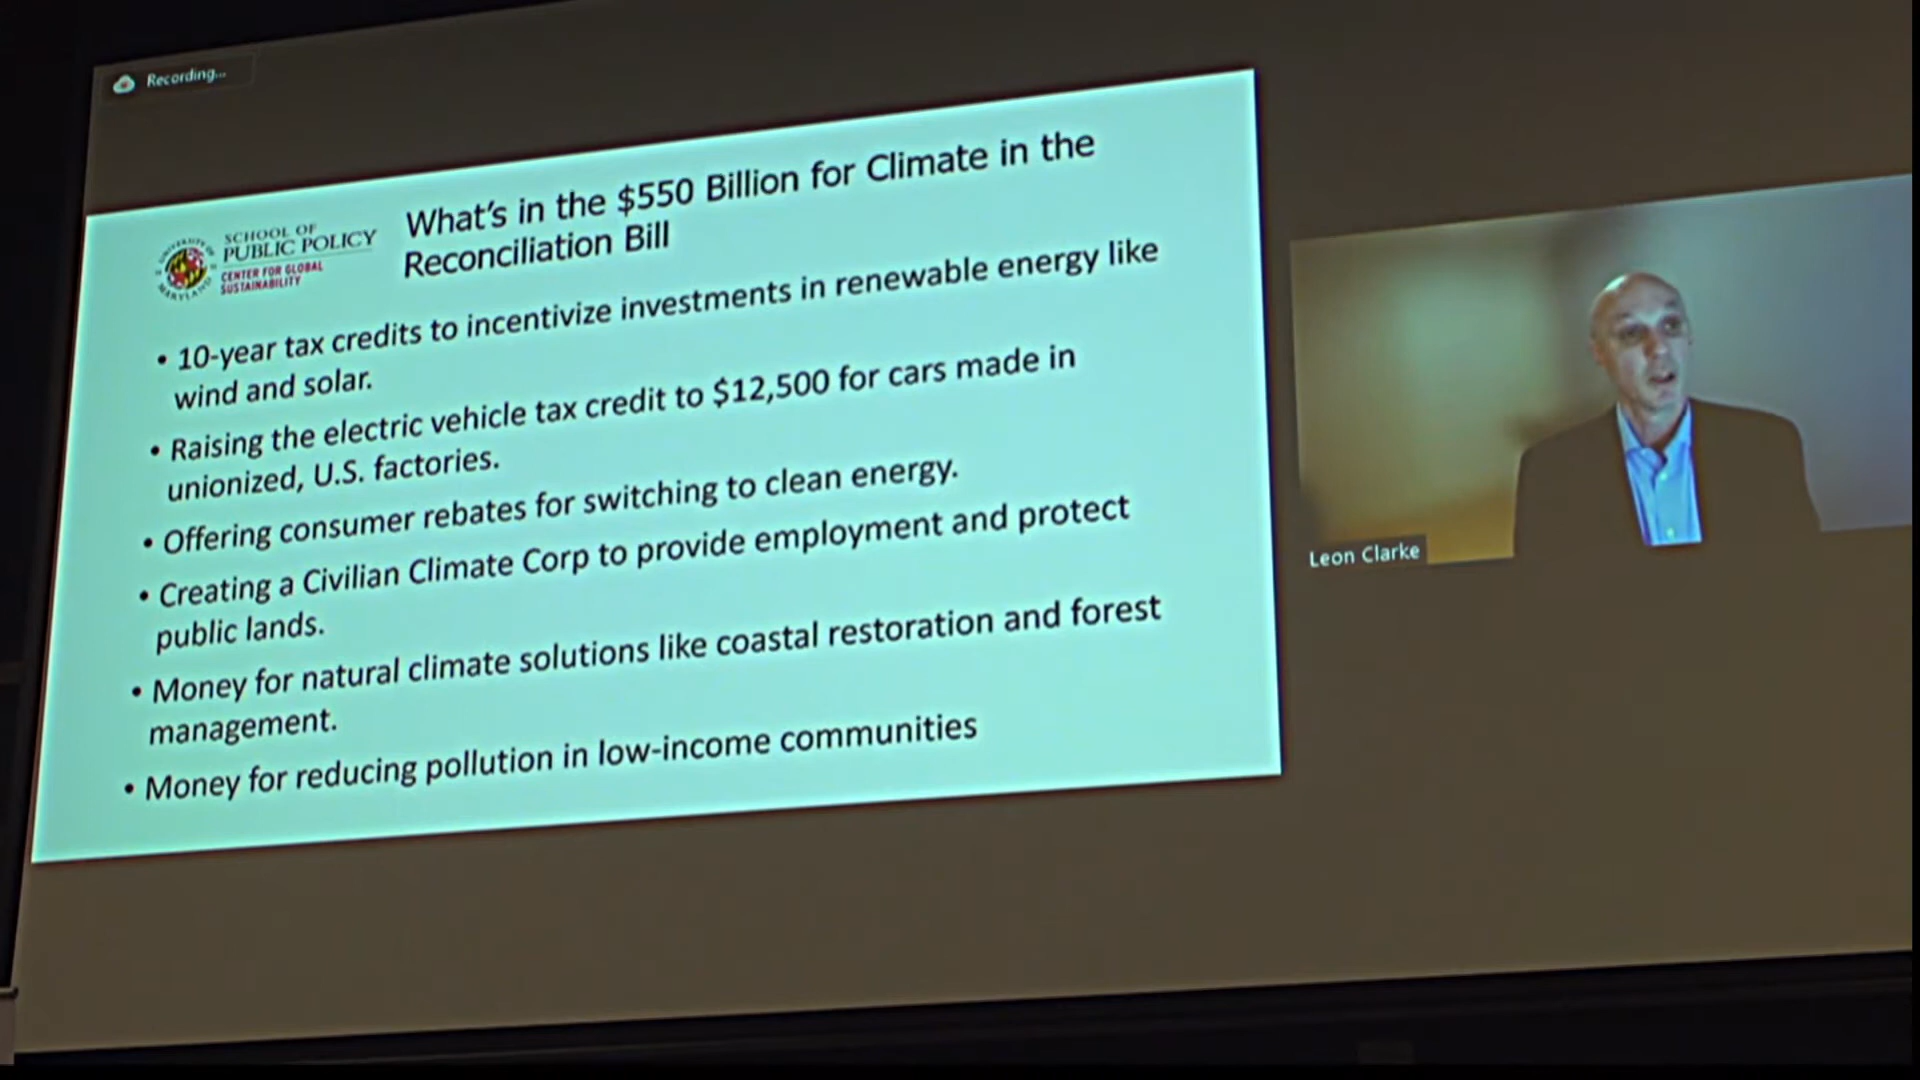 Recording...
SCHOOL OF
PUBLIC POLICY
CENTER FOR GLOBAL
SUSTAINABILITY
UNIVERSITY OF
MARYLAND
What's in the $550 Billion for Climate in the
Reconciliation Bill
• 10-year tax credits to incentivize investments in renewable energy like
wind and solar.
• Raising the electric vehicle tax credit to $12,500 for cars made in
unionized, U.S. factories.
• Offering consumer rebates for switching to clean energy.
• Creating a Civilian Climate Corp to provide employment and protect
public lands.
• Money for natural climate solutions like coastal restoration and forest
management.
• Money for reducing pollution in low-income communities
Leon Clarke